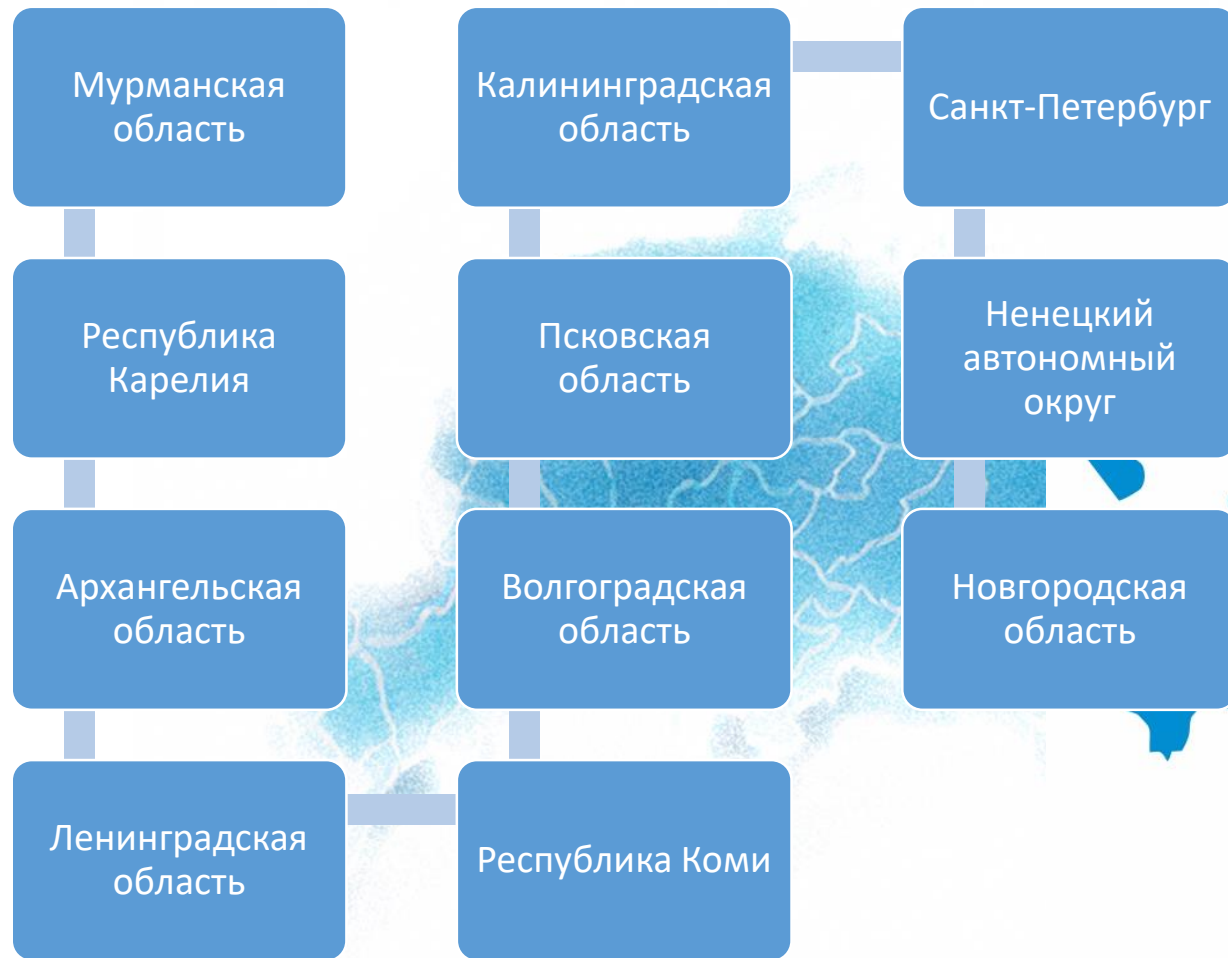 Мурманская
область
Республика
Карелия
Архангельская
область
Ленинградская
область
Республика Коми
Волгоградская
область
Псковская
область
Калининградская
область
Санкт-Петербург
Ненецкий
автономный
округ
Новгородская
область